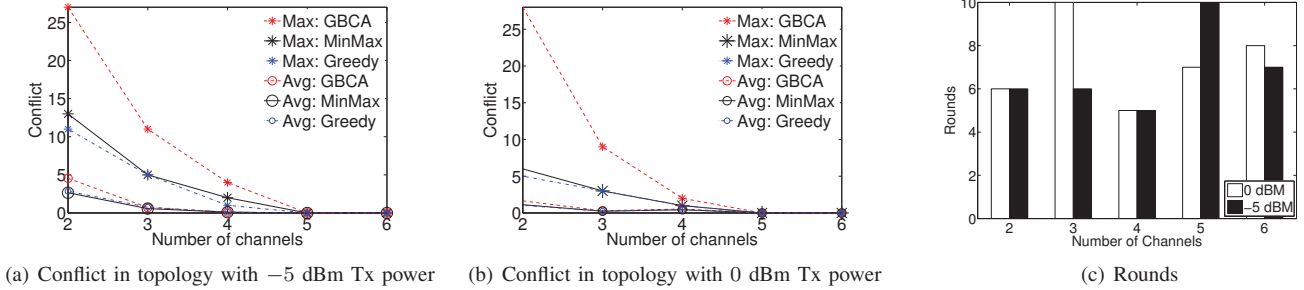 25
20
15
10
5
0
Conflict
2 3 4 5 6
Number of channels
Max: GBCA
Max: MinMax
Max: Greedy
Avg: GBCA
Avg: MinMax
Avg: Greedy
(a) Conflict in topology with −5 dBm Tx power
25
20
15
10
5
0
Conflict
2 3 4 5 6
Number of channels
Max: GBCA
Max: MinMax
Max: Greedy
Avg: GBCA
Avg: MinMax
Avg: Greedy
(b) Conflict in topology with 0 dBm Tx power
10
8
6
4
2
0
Rounds
2 3 4 5 6
Number of Channels
0 dBM
−5 dBM
(c) Rounds